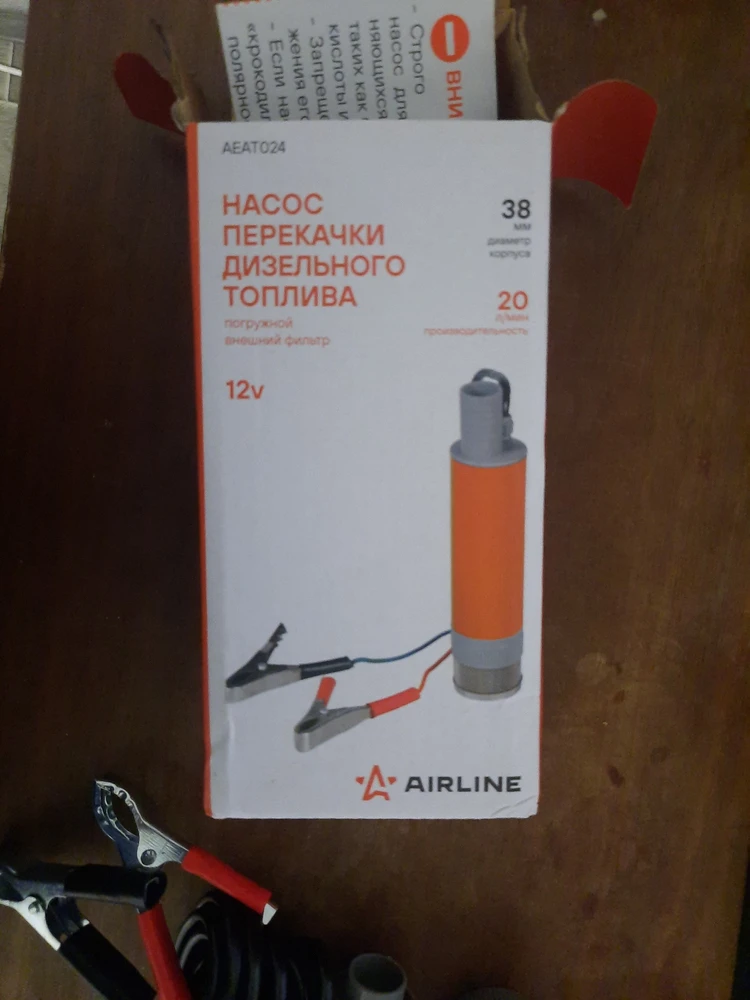 ВНИ
- Строго
насос для
няющихся
таких как
кислоты и
- Запреще
жения его
- Если на
«крокодил
полярно
AEAT024
НАСОС
ПЕРЕКАЧКИ
ДИЗЕЛЬНОГО
ТОПЛИВА
погружной
внешний фильтр
12v
38
мм
диаметр
корпуса
20
л/мин
производительность
AIRLINE